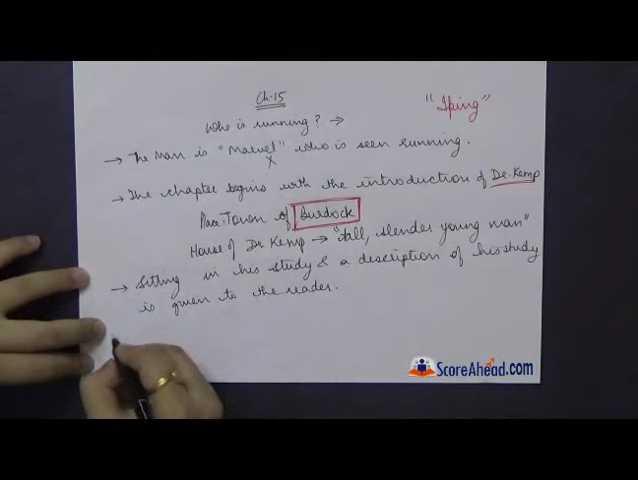 Ch.15
"Iping"
Who is running? →
→ The Man is "Marvel" who is seen running.
x
→ The chapter begins with the introduction of Dr. Kemp
Place: Town of Burdock
House of Dr Kemp → "tall, slender young man"
→ Sitting in his study & a description of his study
is given to the reader.
ScoreAhead.com